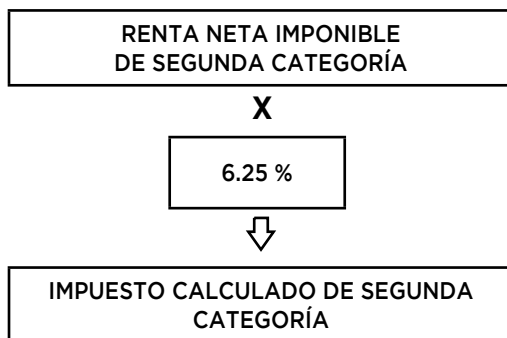 RENTA NETA IMPONIBLE
DE SEGUNDA CATEGORÍA
X
6.25 %
IMPUESTO CALCULADO DE SEGUNDA
CATEGORÍA